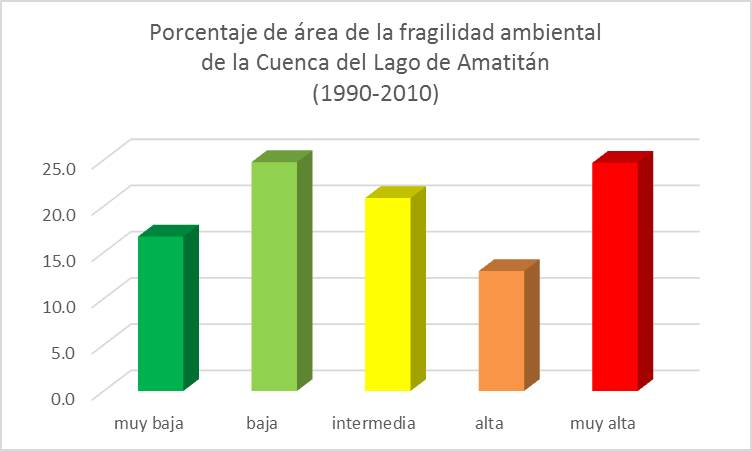 Porcentaje de área de la fragilidad ambiental
de la Cuenca del Lago de Amatitán
(1990-2010)
25.0
20.0
15.0
10.0
5.0
0.0
muy baja
baja
intermedia
alta
muy alta